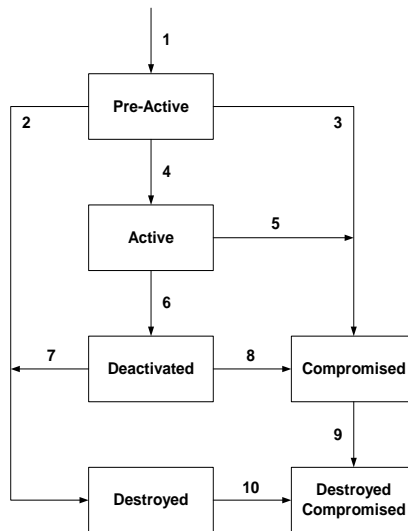 1
Pre-Active
2
3
4
Active
5
6
Deactivated
7
8
Compromised
9
Destroyed
10
Destroyed
Compromised